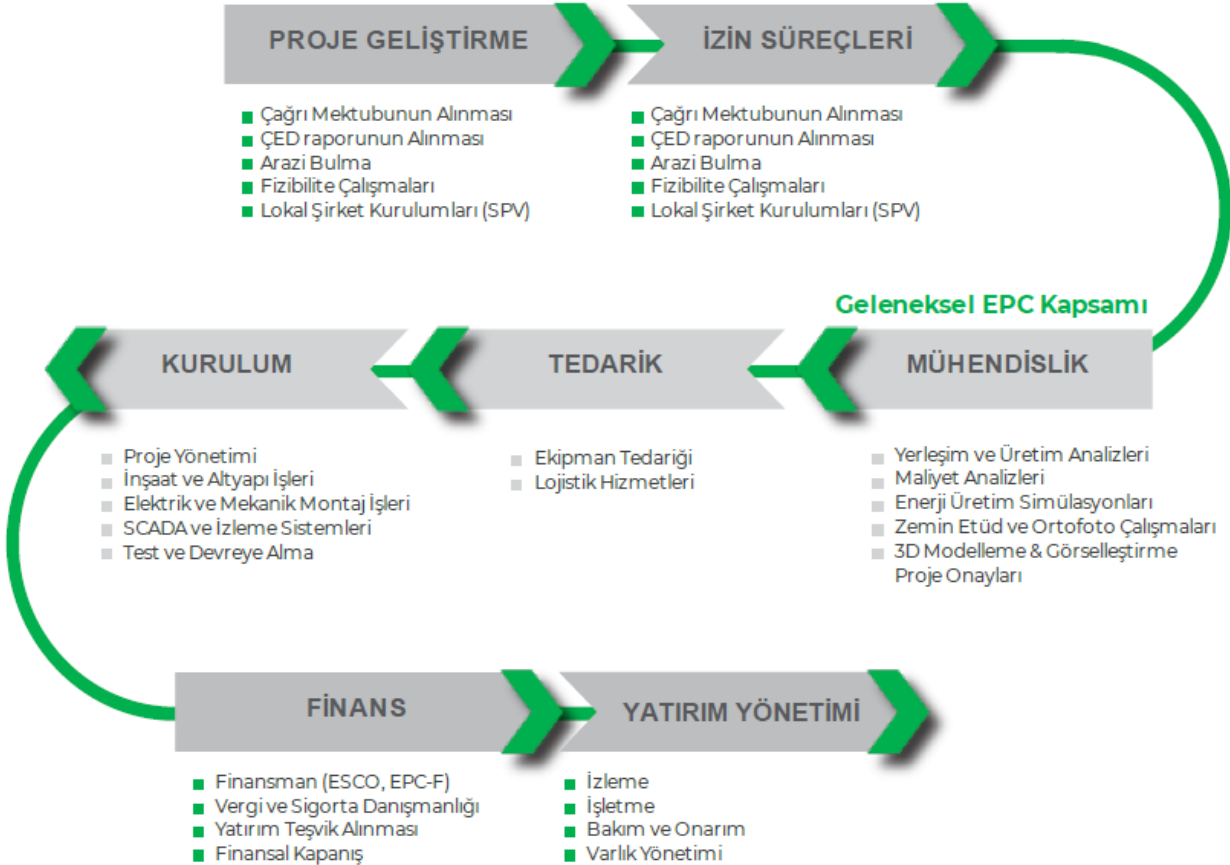 PROJE GELİŞTİRME
Çağrı Mektubunun Alınması
ÇED raporunun Alınması
Arazi Bulma
Fizibilite Çalışmaları
Lokal Şirket Kurulumları (SPV)
İZİN SÜREÇLERİ
Çağrı Mektubunun Alınması
ÇED raporunun Alınması
Arazi Bulma
Fizibilite Çalışmaları
Lokal Şirket Kurulumları (SPV)
Geleneksel EPC Kapsamı
MÜHENDİSLİK
Yerleşim ve Üretim Analizleri
Maliyet Analizleri
Enerji Üretim Simülasyonları
Zemin Etüd ve Ortofoto Çalışmaları
3D Modelleme & Görselleştirme
Proje Onayları
TEDARİK
Ekipman Tedariği
Lojistik Hizmetleri
KURULUM
Proje Yönetimi
İnşaat ve Altyapı İşleri
Elektrik ve Mekanik Montaj İşleri
SCADA ve İzleme Sistemleri
Test ve Devreye Alma
FİNANS
Finansman (ESCO, EPC-F)
Vergi ve Sigorta Danışmanlığı
Yatırım Teşvik Alınması
Finansal Kapanış
YATIRIM YÖNETİMİ
İzleme
İşletme
Bakım ve Onarım
Varlık Yönetimi